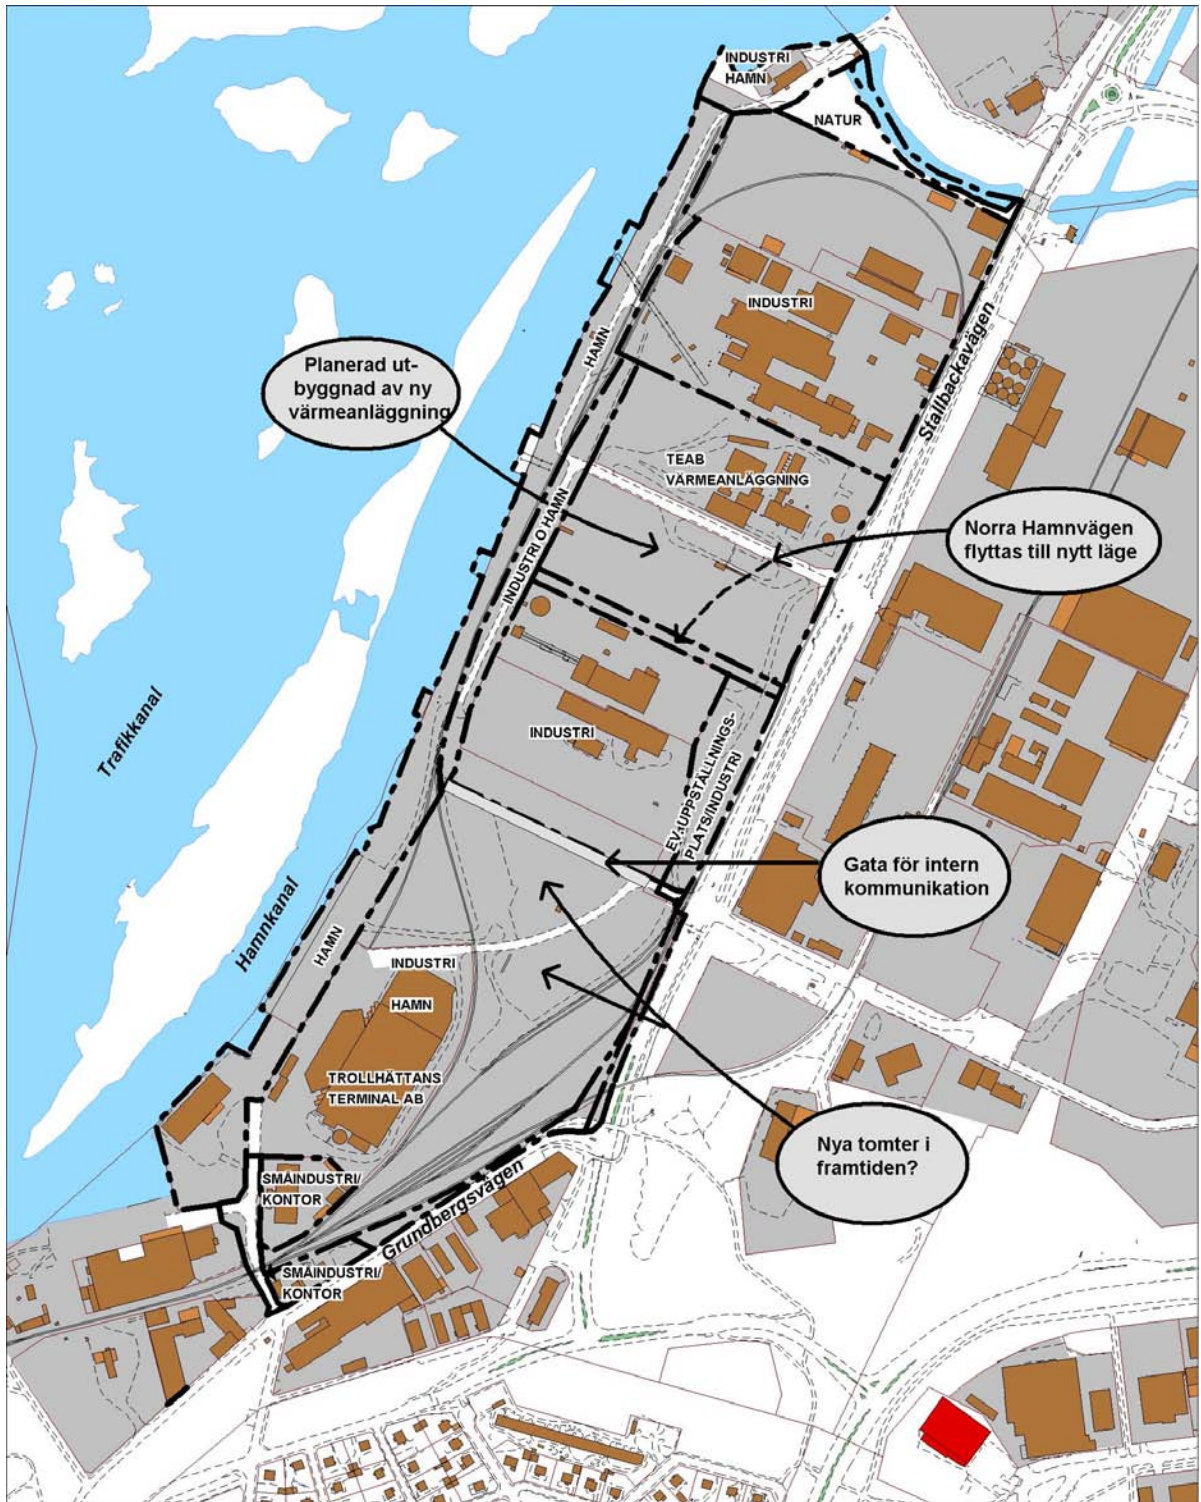 INDUSTRI
HAMN
NATUR
INDUSTRI
Stallbackavägen
HAMN
Planerad ut-
byggnad av ny
värmeanläggning
TEAB
VÄRMEANLÄGGNING
INDUSTRI O HAMN
Norra Hamnvägen
flyttas till nytt läge
Trafikkanal
INDUSTRI
EV. UPPSTÄLLNINGS-
PLATS/INDUSTRI
Gata för intern
kommunikation
Hamnkanal
HAMN
INDUSTRI
HAMN
TROLLHÄTTANS
TERMINAL AB
Nya tomter i
framtiden?
SMÅINDUSTRI/
KONTOR
Grundbergsvägen
SMÅINDUSTRI/
KONTOR